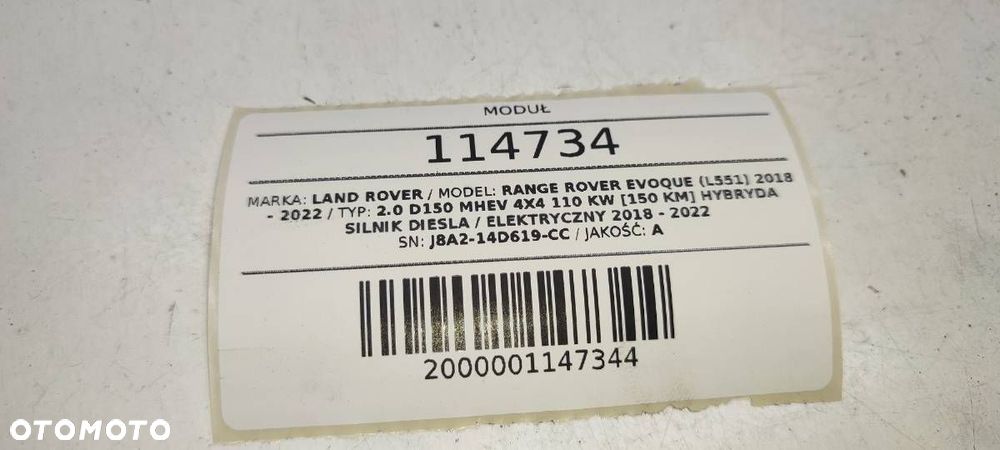 MODUŁ
114734
MARKA: LAND ROVER / MODEL: RANGE ROVER EVOQUE (L551) 2018
- 2022 / TYP: 2.0 D150 MHEV 4X4 110 KW [150 KM] HYBRYDA
SILNIK DIESLA / ELEKTRYCZNY 2018 - 2022
SN: J8A2-14D619-CC / JAKOŚĆ: A
2000001147344
OTOMOTO